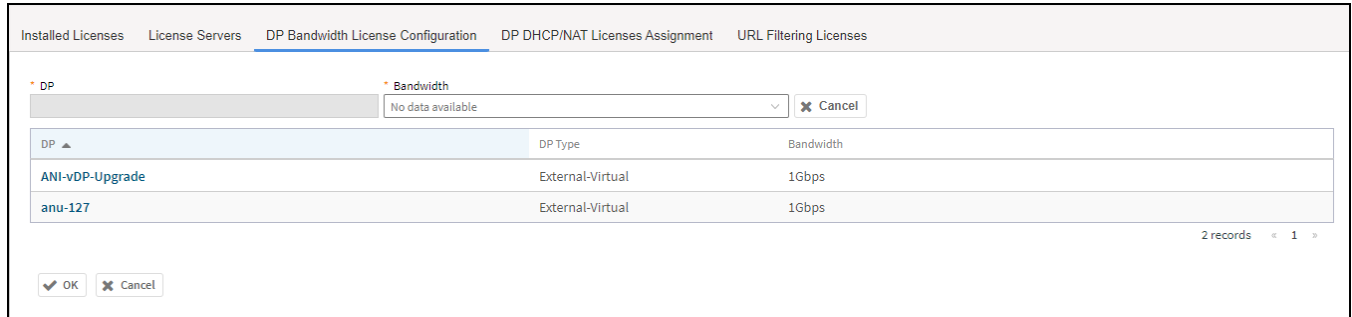 Installed Licenses License Servers DP Bandwidth License Configuration DP DHCP/NAT Licenses Assignment URL Filtering Licenses
* DP * Bandwidth
No data available Cancel
DP DP Type Bandwidth
ANI-vDP-Upgrade External-Virtual 1Gbps
anu-127 External-Virtual 1Gbps
2 records « 1 »
OK Cancel